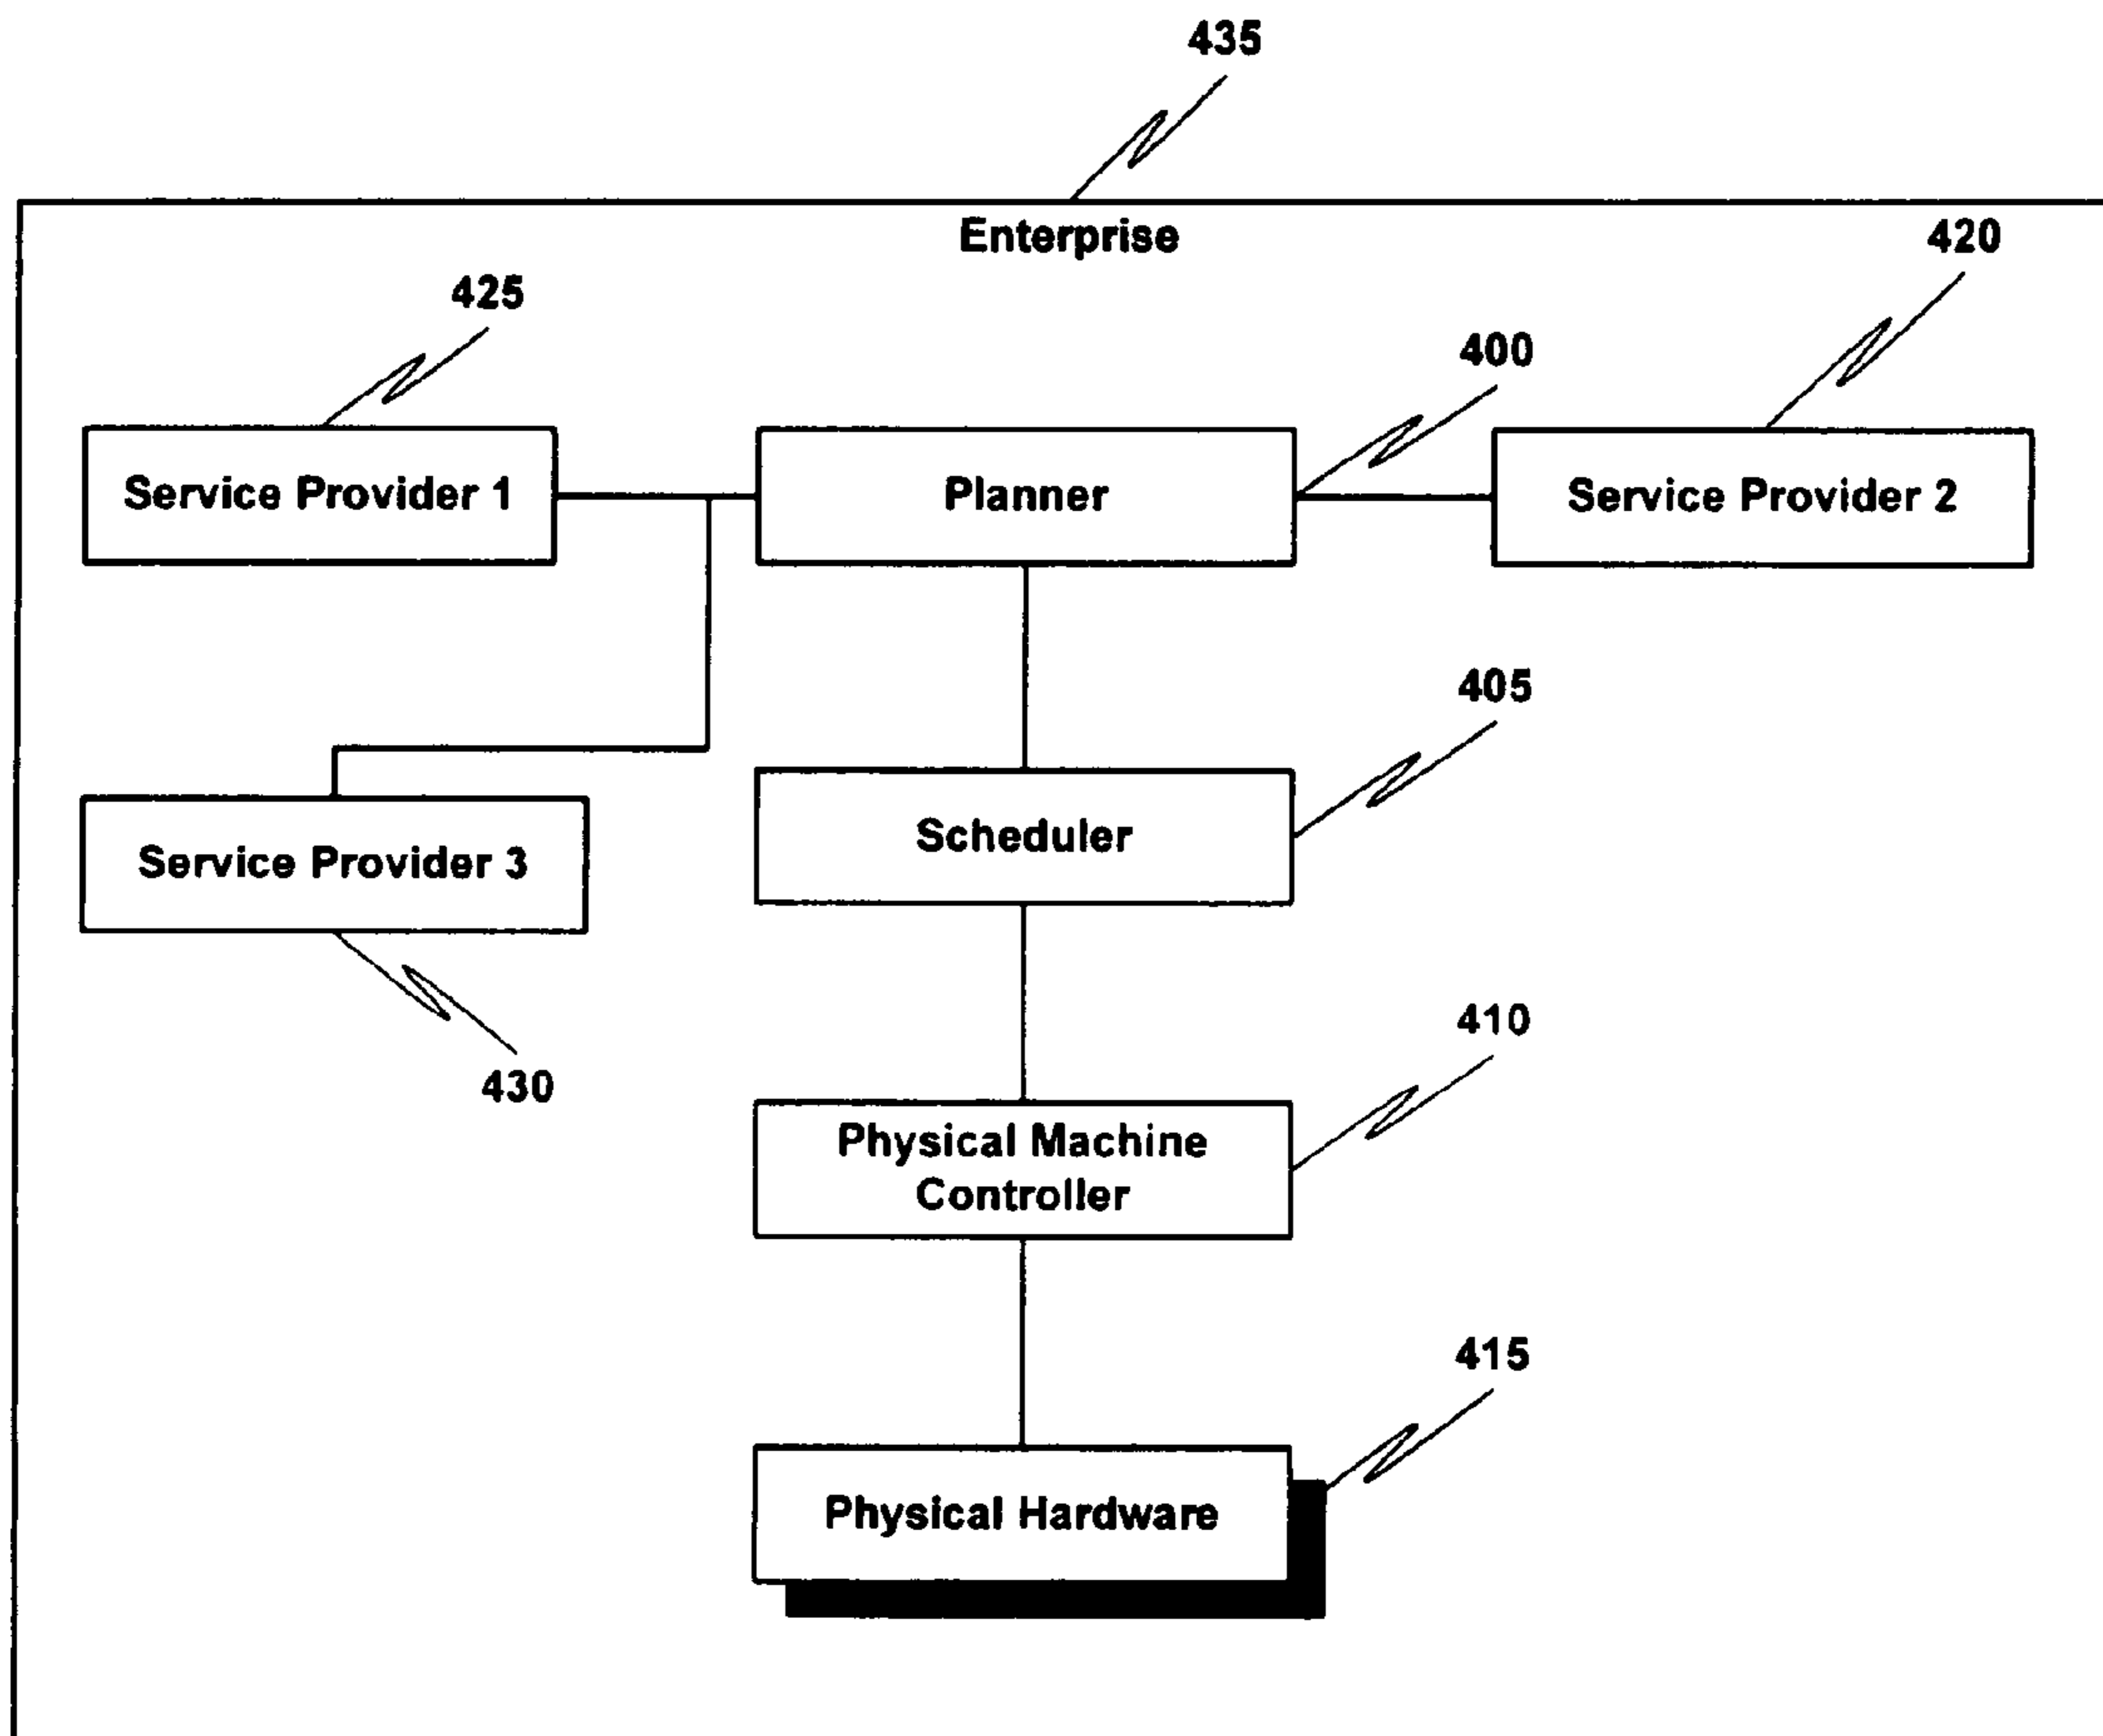 435
Enterprise
420
425
400
Service Provider 1
Planner
Service Provider 2
405
Scheduler
Service Provider 3
410
430
Physical Machine
Controller
415
Physical Hardware